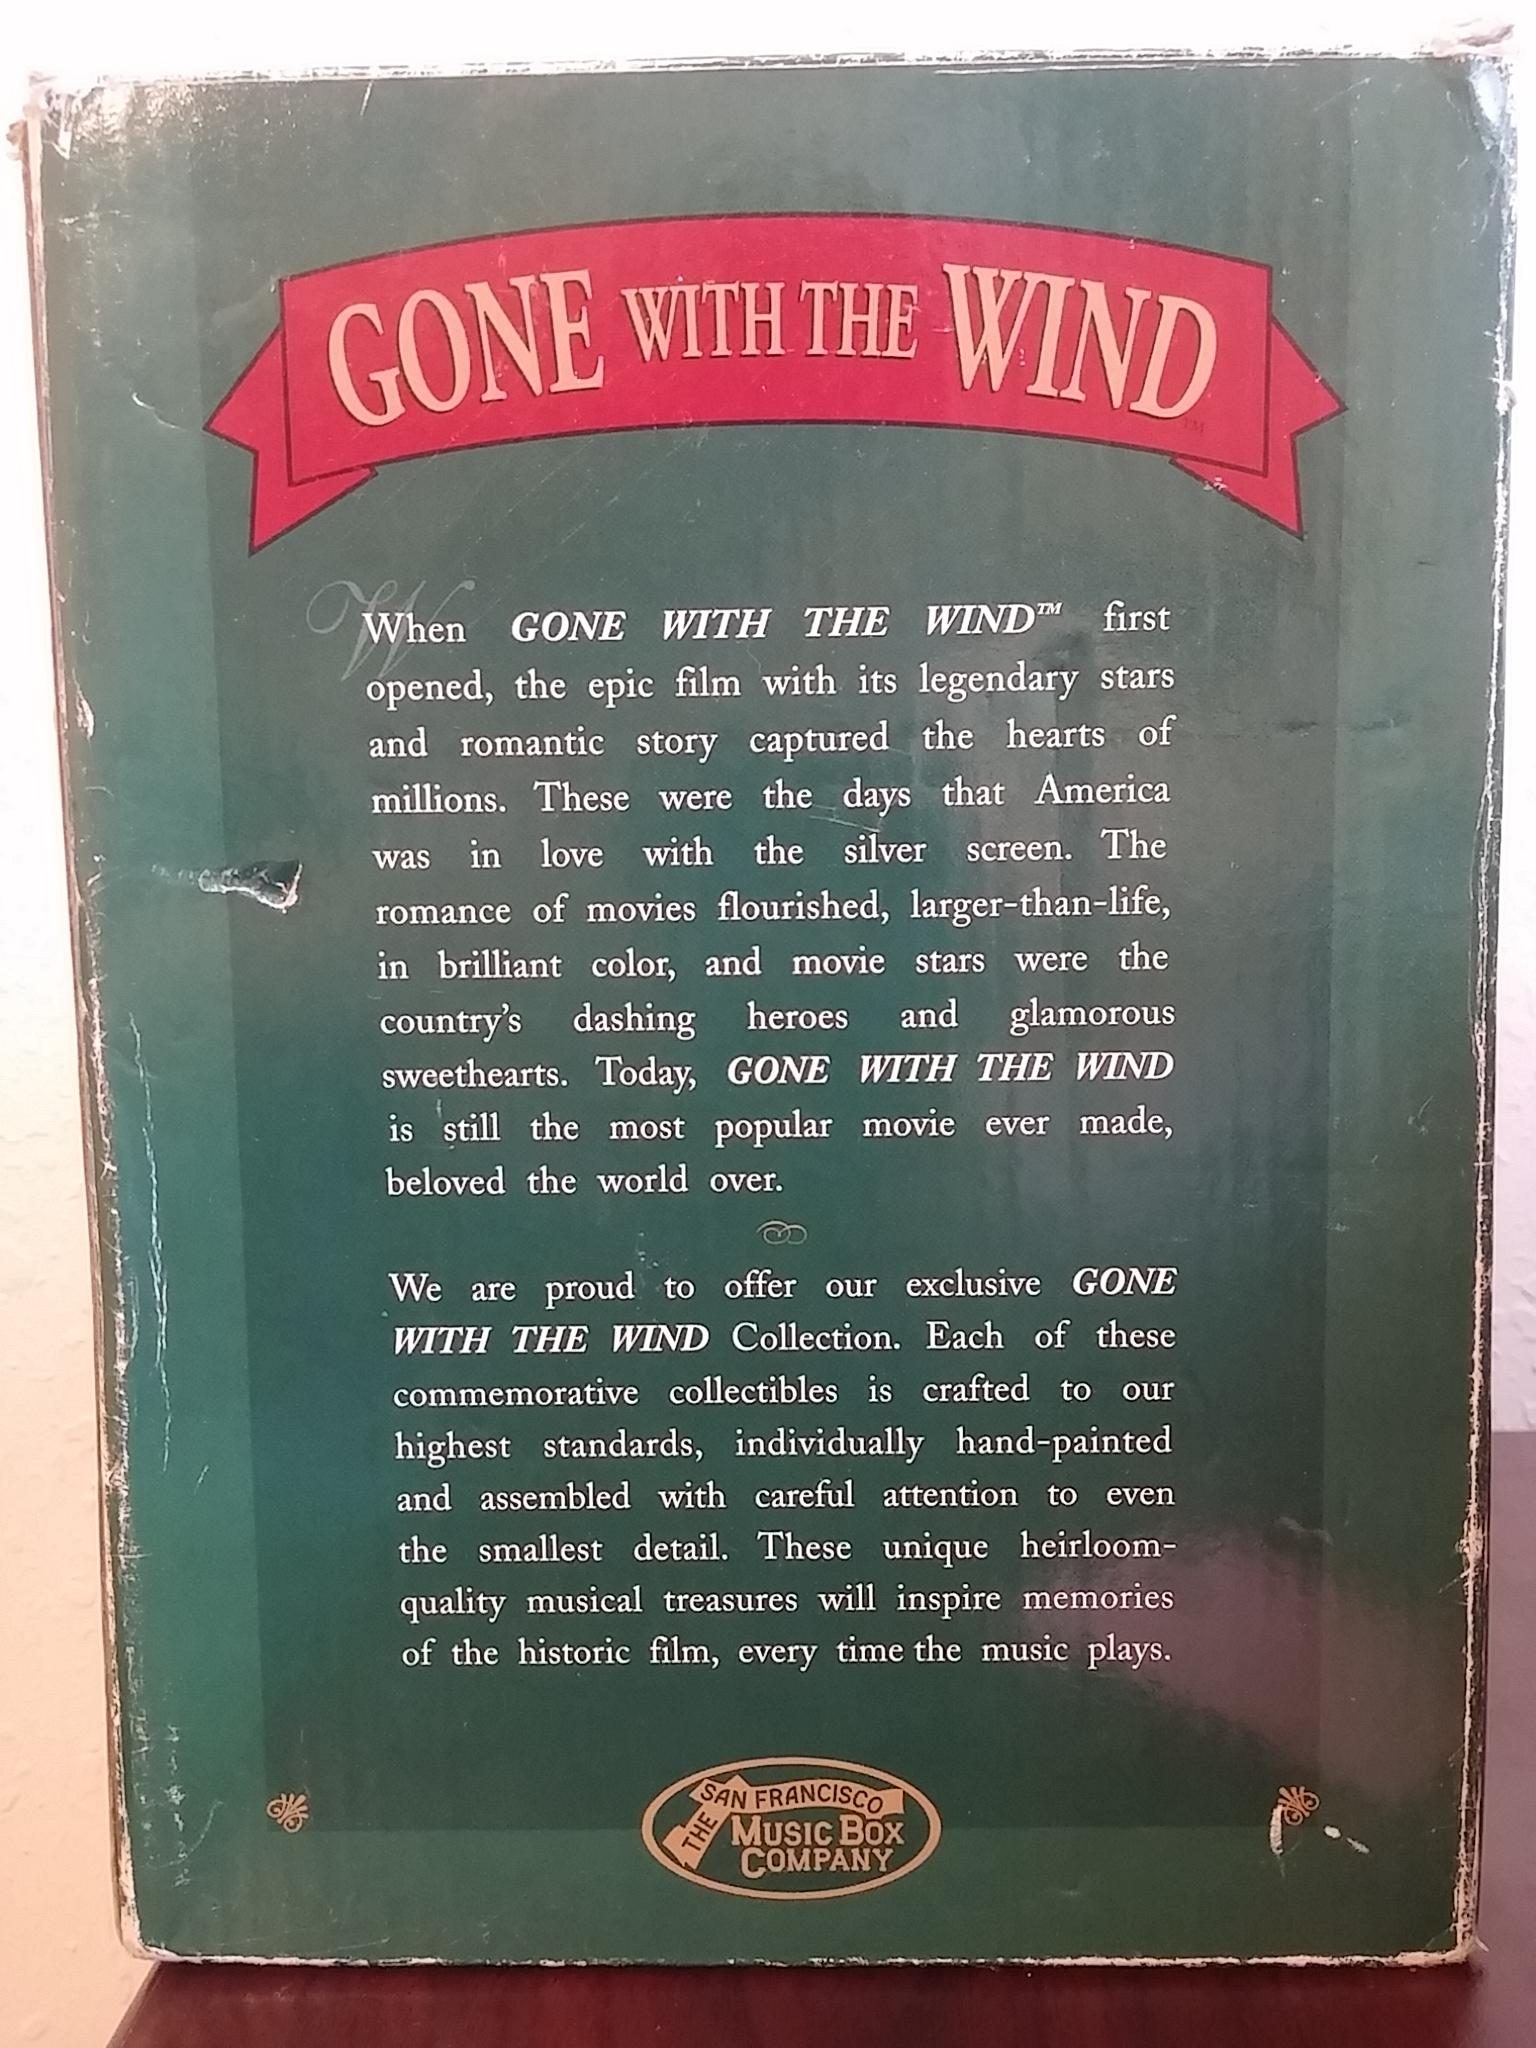 GONE WITH THE WIND
TM
When GONE WITH THE WIND™ first
opened, the epic film with its legendary stars
and romantic story captured the hearts of
millions. These were the days that America
was in love with the silver screen. The
romance of movies flourished, larger-than-life,
in brilliant color, and movie stars were the
country's dashing heroes and glamorous
sweethearts. Today, GONE WITH THE WIND
is still the most popular movie ever made,
beloved the world over.
We are proud to offer our exclusive GONE
WITH THE WIND Collection. Each of these
commemorative collectibles is crafted to our
highest standards, individually hand-painted
and assembled with careful attention to even
the smallest detail. These unique heirloom-
quality musical treasures will inspire memories
of the historic film, every time the music plays.
THE
SAN FRANCISCO
MUSIC BOX
COMPANY